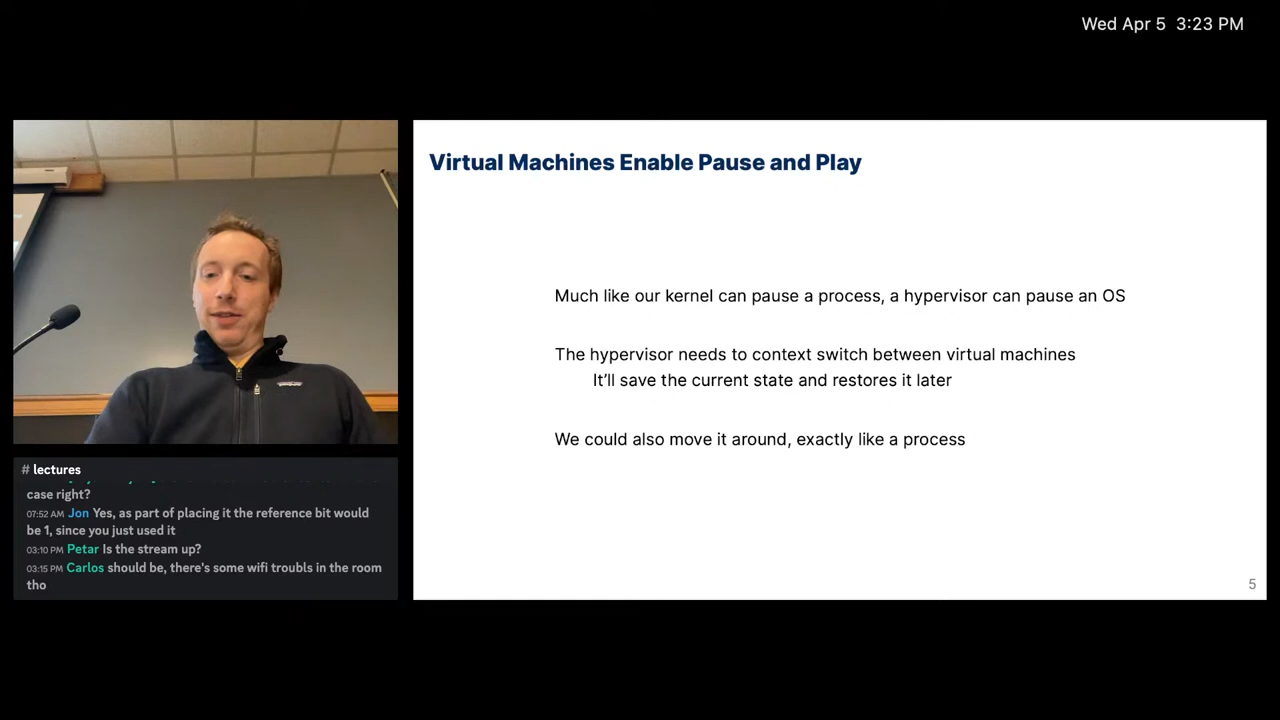 Wed Apr 5 3:23 PM
Virtual Machines Enable Pause and Play
Much like our kernel can pause a process, a hypervisor can pause an OS
The hypervisor needs to context switch between virtual machines
It’ll save the current state and restores it later
We could also move it around, exactly like a process
5
# lectures
case right?
07:52 AM Jon Yes, as part of placing it the reference bit would
be 1, since you just used it
03:10 PM Petar Is the stream up?
03:15 PM Carlos should be, there's some wifi troubls in the room
tho